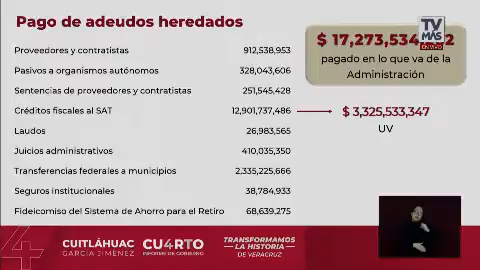 Pago de adeudos heredados
Proveedores y contratistas 912,538,953
Pasivos a organismos autónomos 328,043,606
Sentencias de proveedores y contratistas 251,545,428
Créditos fiscales al SAT 12,901,737,486
Laudos 26,983,565
Juicios administrativos 410,035,350
Transferencias federales a municipios 2,335,225,666
Seguros institucionales 38,784,933
Fideicomiso del Sistema de Ahorro para el Retiro 68,639,275
TV
MÁS
EN VIVO
pagado en lo que va de la
Administración
$ 3,325,533,347
UV
4
CUITLÁHUAC
GARCÍA JIMÉNEZ
CU4RTO
INFORME DE GOBIERNO
TRANSFORMAMOS
LA HISTORIA
DE VERACRUZ